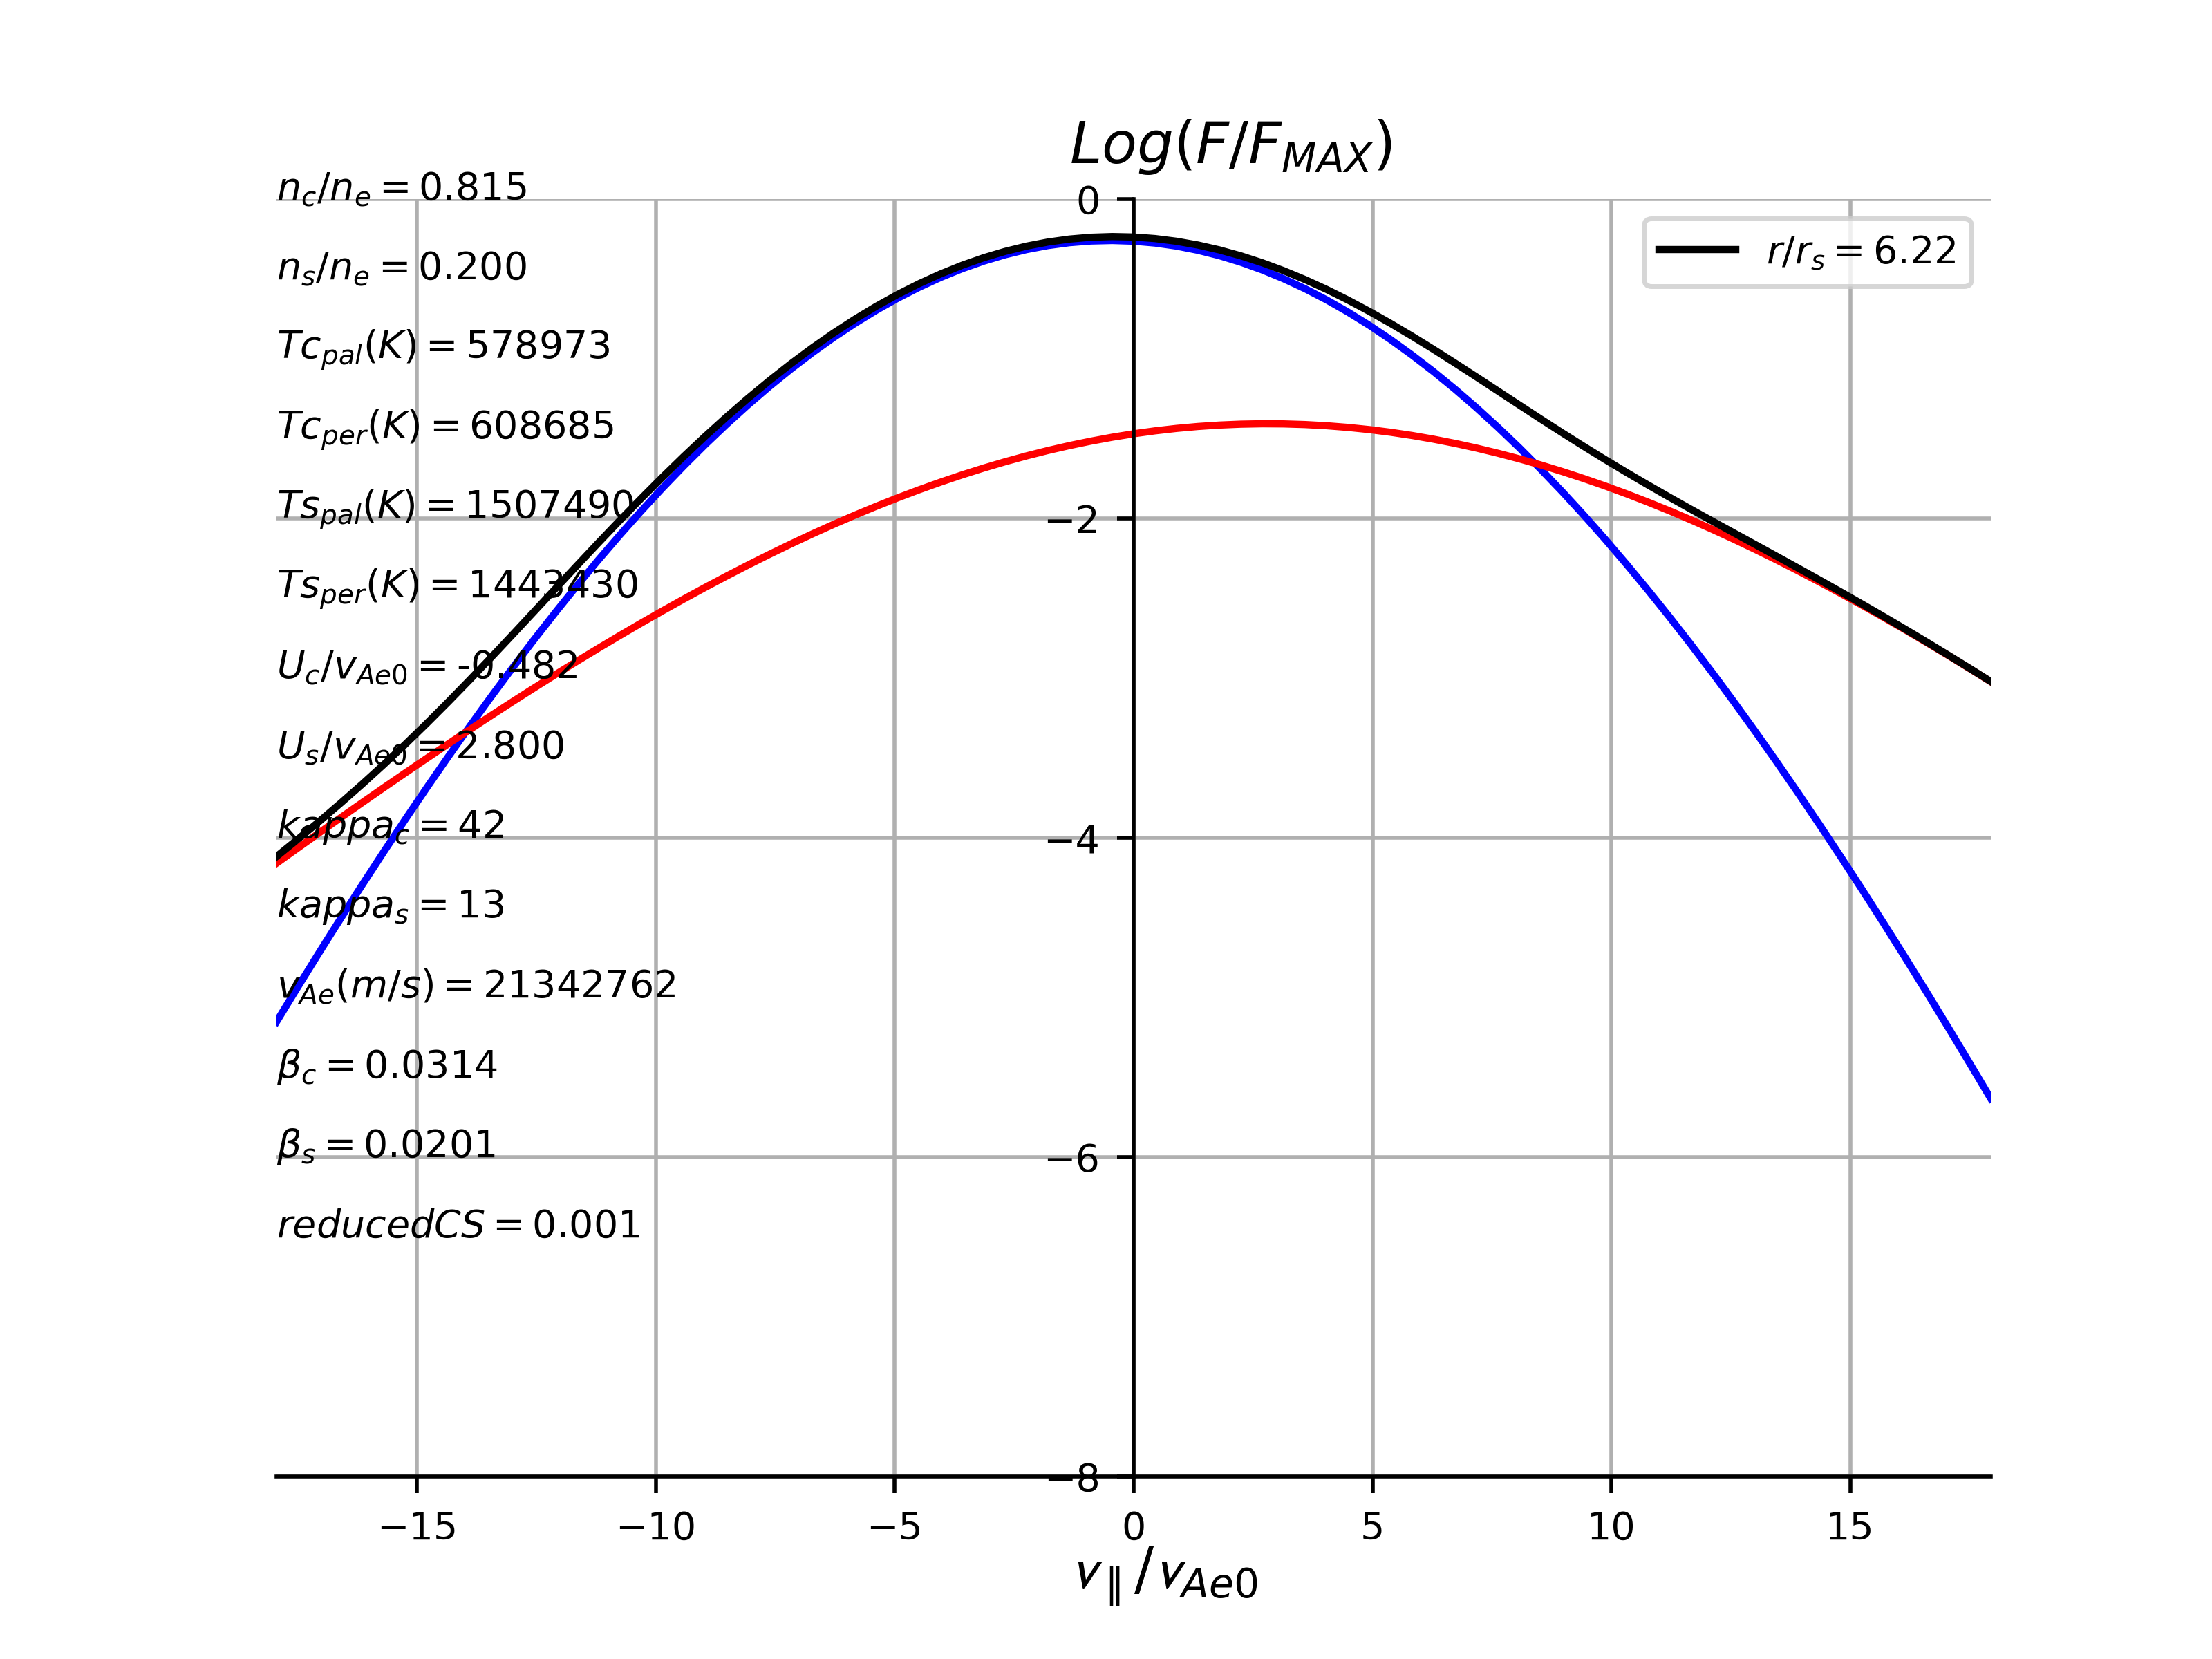 Log(F/F_MAX)
n_c/n_e = 0.815
n_s/n_e = 0.200
Tc_pal(K) = 578973
Tc_per(K) = 608685
Ts_pal(K) = 1507490
Ts_per(K) = 1443430
U_c/v_Ae0 = -0.482
U_s/v_Ae0 = 2.800
kappa_c = 42
kappa_s = 13
v_Ae(m/s) = 21342762
β_c = 0.0314
β_s = 0.0201
reducedCS = 0.001
r/r_s = 6.22
0
−2
−4
−6
−8
−15 −10 −5 0 5 10 15
v_∥/v_Ae0